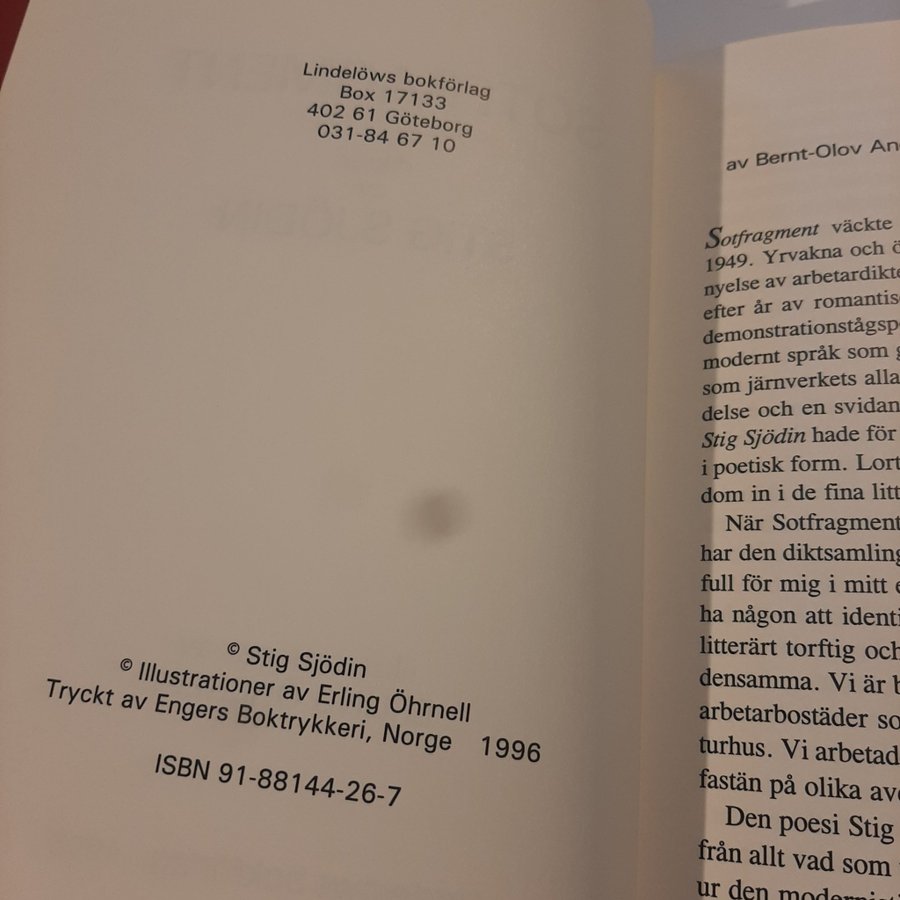 Lindelöws bokförlag
Box 17133
402 61 Göteborg
031-84 67 10
© Stig Sjödin
© Illustrationer av Erling Öhrnell
Tryckt av Engers Boktrykkeri, Norge 1996
ISBN 91-88144-26-7
av Bernt-Olov An
Sotfragment väckte
1949. Yrvakna och ö
nyelse av arbetardikt
efter år av romantis
demonstrationstågsp
modernt språk som g
som järnverkets alla
delse och en svidan
Stig Sjödin hade för
i poetisk form. Lort
dom in i de fina litt
När Sotfragment
har den diktsamling
full för mig i mitt e
ha någon att identi
litterärt torftig och
densamma. Vi är b
arbetarbostäder so
turhus. Vi arbetad
fastän på olika av
Den poesi Stig
från allt vad som
ur den modernist